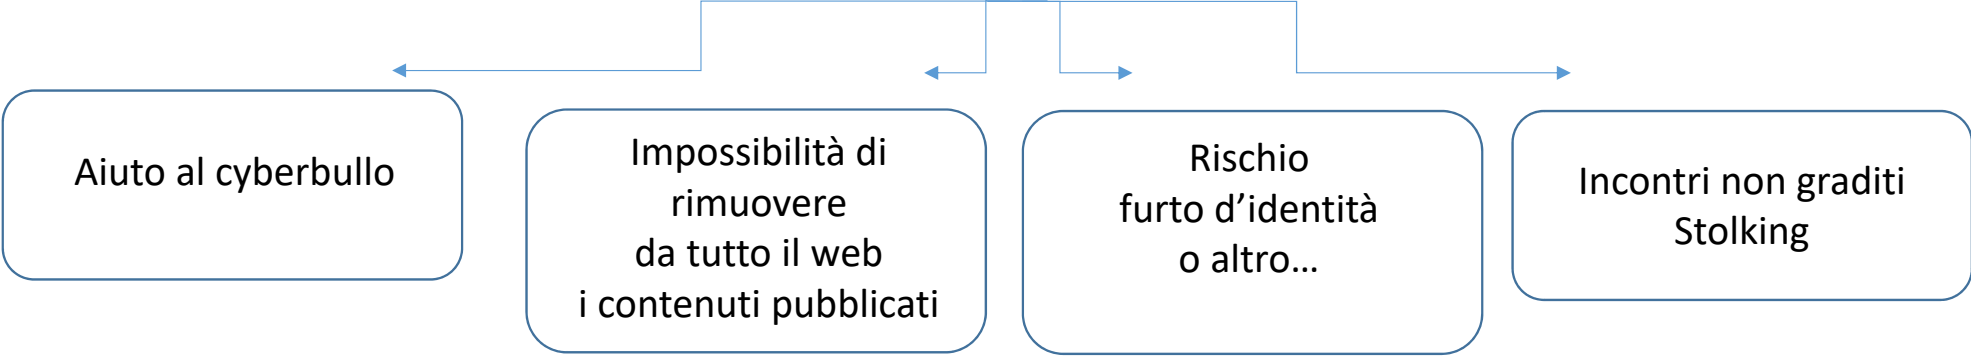 Aiuto al cyberbullo
Impossibilità di
rimuovere
da tutto il web
i contenuti pubblicati
Rischio
furto d’identità
o altro…
Incontri non graditi
Stolking